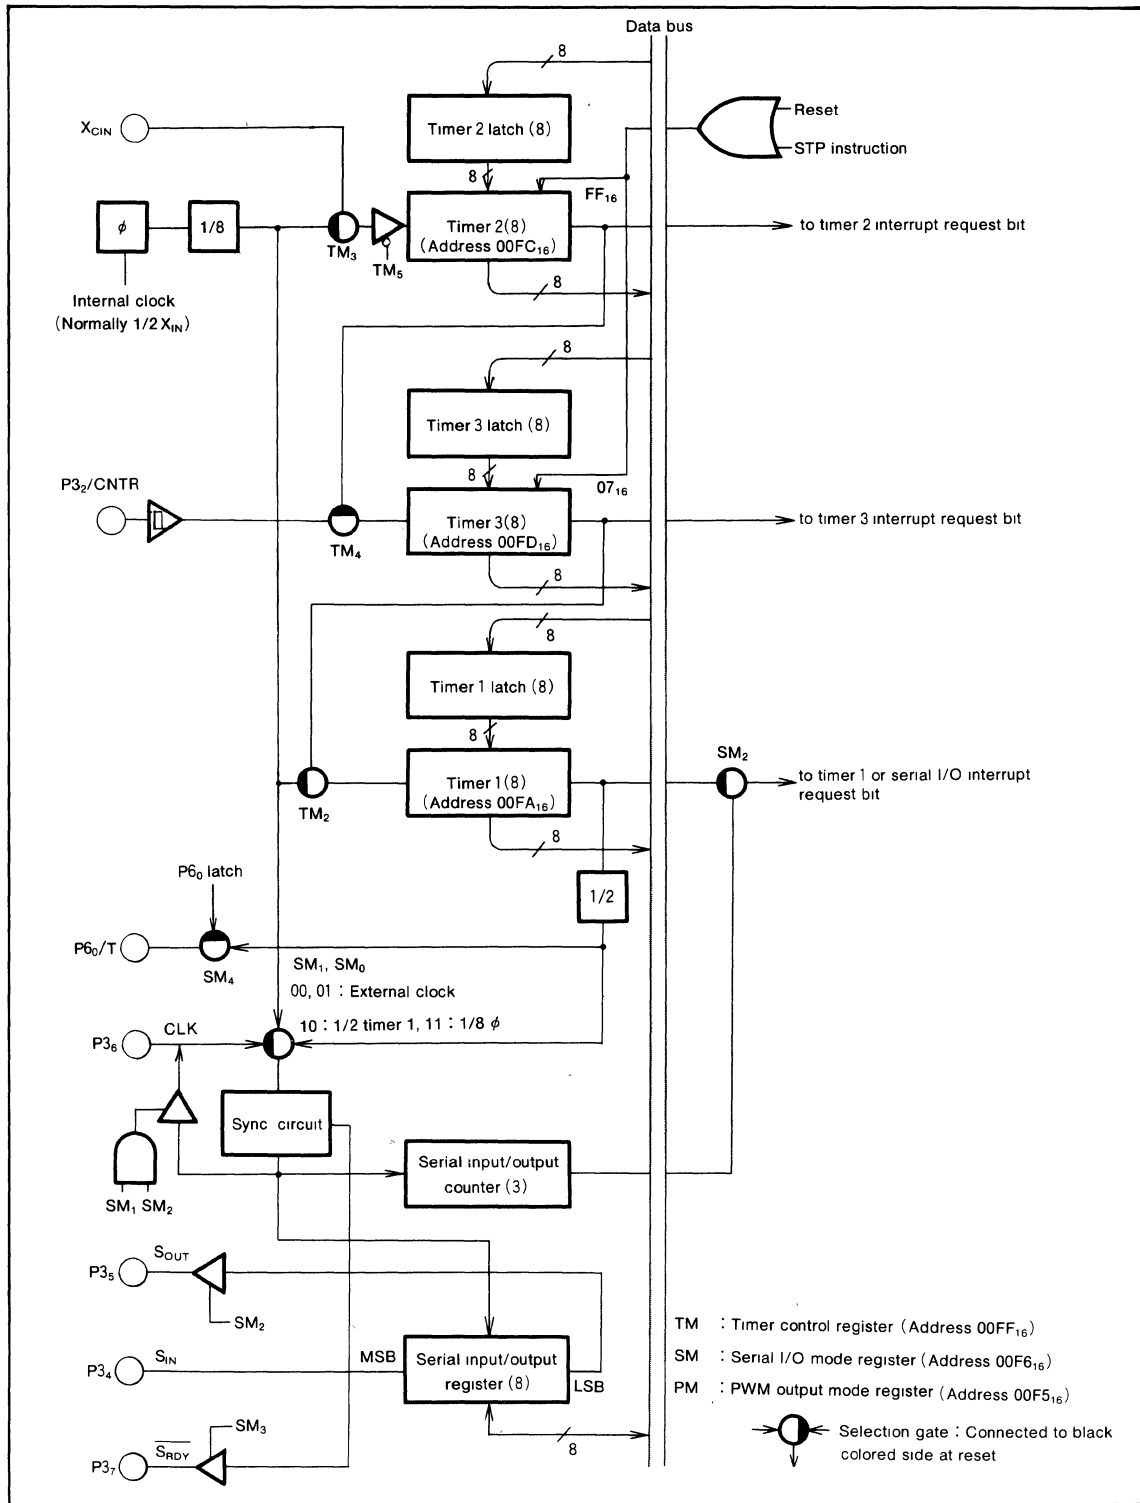 Data bus
8
Timer 2 latch (8)
Reset
STP instruction
X_CIN
8
FF₁₆
φ
1/8
TM₃
TM₅
Timer 2(8)
(Address 00FC₁₆)
to timer 2 interrupt request bit
8
Internal clock
(Normally 1/2 X_IN)
8
Timer 3 latch (8)
P3₂/CNTR
8
07₁₆
TM₄
Timer 3(8)
(Address 00FD₁₆)
to timer 3 interrupt request bit
8
8
Timer 1 latch (8)
8
TM₂
Timer 1(8)
(Address 00FA₁₆)
SM₂
to timer 1 or serial I/O interrupt
request bit
8
P6₀ latch
1/2
P6₀/T
SM₄
SM₁, SM₀
00, 01 : External clock
10 : 1/2 timer 1, 11 : 1/8 φ
P3₆
CLK
Sync circuit
SM₁ SM₂
Serial input/output
counter (3)
P3₅
S_OUT
SM₂
P3₄
S_IN
MSB
Serial input/output
register (8)
LSB
8
P3₇
S̅_R̅D̅Y̅
SM₃
TM : Timer control register (Address 00FF₁₆)
SM : Serial I/O mode register (Address 00F6₁₆)
PM : PWM output mode register (Address 00F5₁₆)
Selection gate : Connected to black
colored side at reset